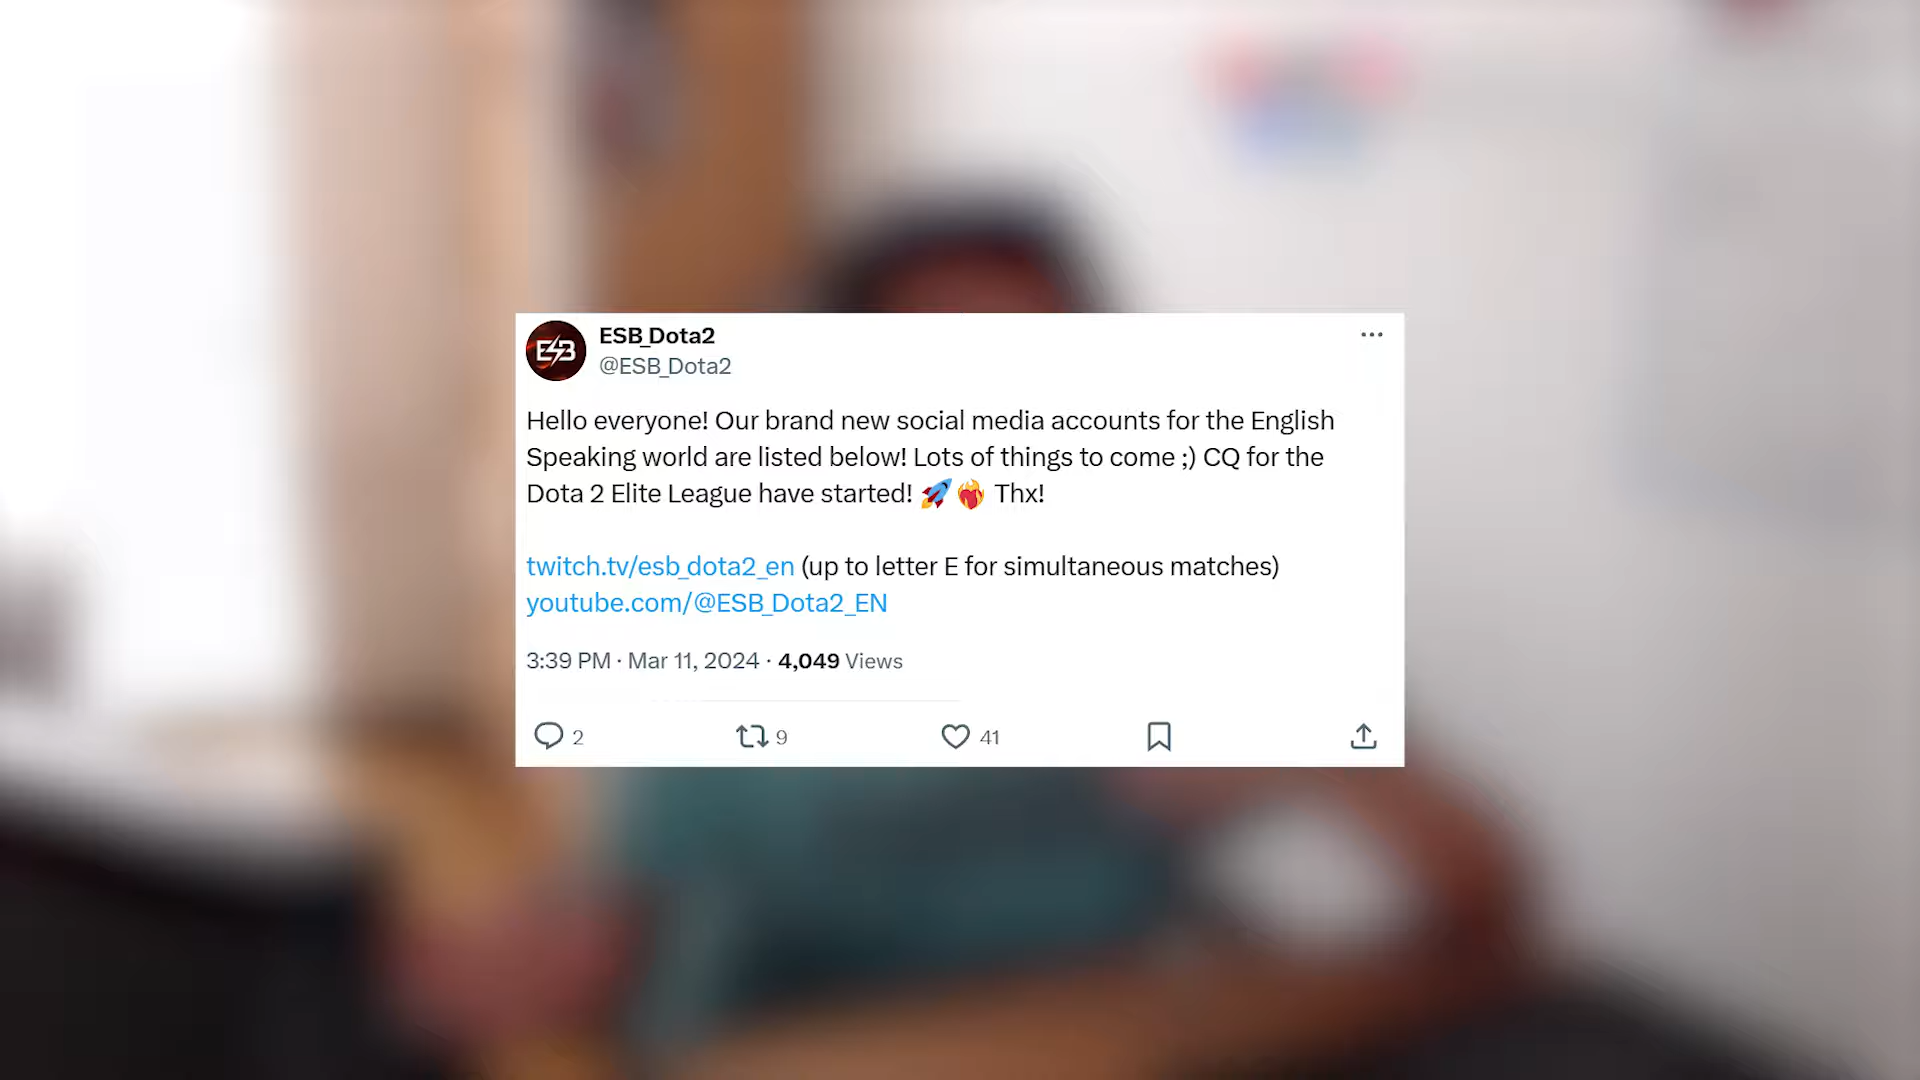 ESB
ESB_Dota2
@ESB_Dota2
Hello everyone! Our brand new social media accounts for the English
Speaking world are listed below! Lots of things to come ;) CQ for the
Dota 2 Elite League have started! 🚀❤️‍🔥 Thx!
twitch.tv/esb_dota2_en (up to letter E for simultaneous matches)
youtube.com/@ESB_Dota2_EN
3:39 PM · Mar 11, 2024 · 4,049 Views
2 9 41